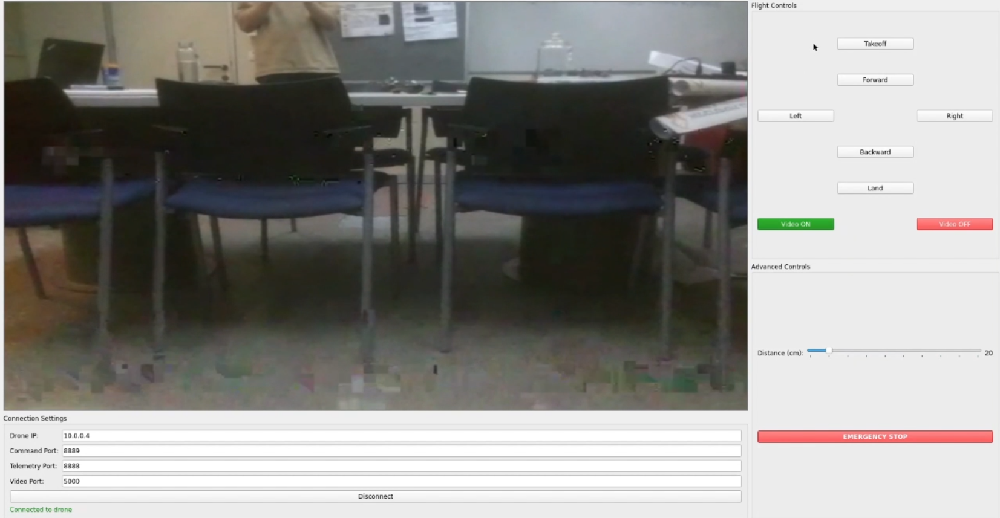 Flight Controls
Takeoff
Forward
Left
Right
Backward
Land
Video ON
Video OFF
Advanced Controls
Distance (cm):
20
EMERGENCY STOP
Connection Settings
Drone IP: 10.0.0.4
Command Port: 8889
Telemetry Port: 8888
Video Port: 5000
Disconnect
Connected to drone